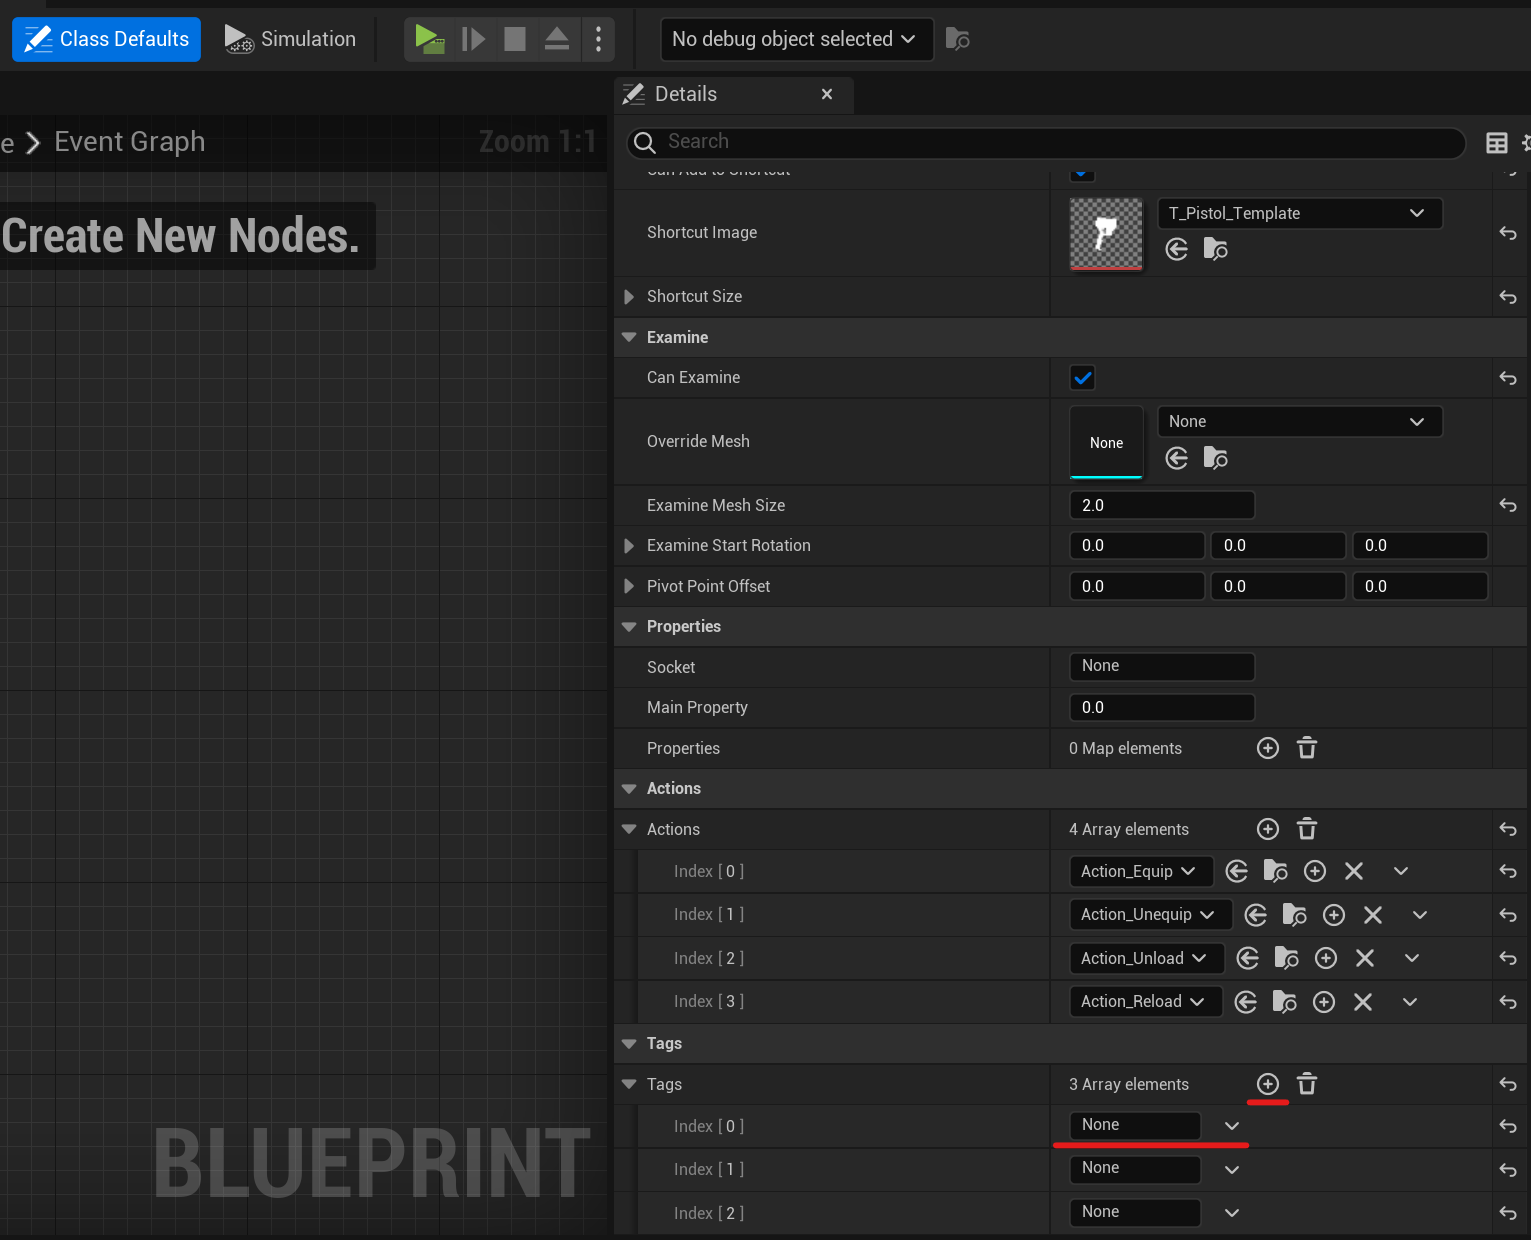 Class Defaults
Simulation
No debug object selected
Details
e > Event Graph
Zoom 1:1
Search
Create New Nodes.
Can Add to Shortcut
Shortcut Image
T_Pistol_Template
Shortcut Size
Examine
Can Examine
Override Mesh
None
None
Examine Mesh Size
2.0
Examine Start Rotation
0.0 0.0 0.0
Pivot Point Offset
0.0 0.0 0.0
Properties
Socket
None
Main Property
0.0
Properties
0 Map elements
Actions
Actions
4 Array elements
Index [ 0 ]
Action_Equip
Index [ 1 ]
Action_Unequip
Index [ 2 ]
Action_Unload
Index [ 3 ]
Action_Reload
Tags
Tags
3 Array elements
Index [ 0 ]
None
Index [ 1 ]
None
Index [ 2 ]
None
BLUEPRINT